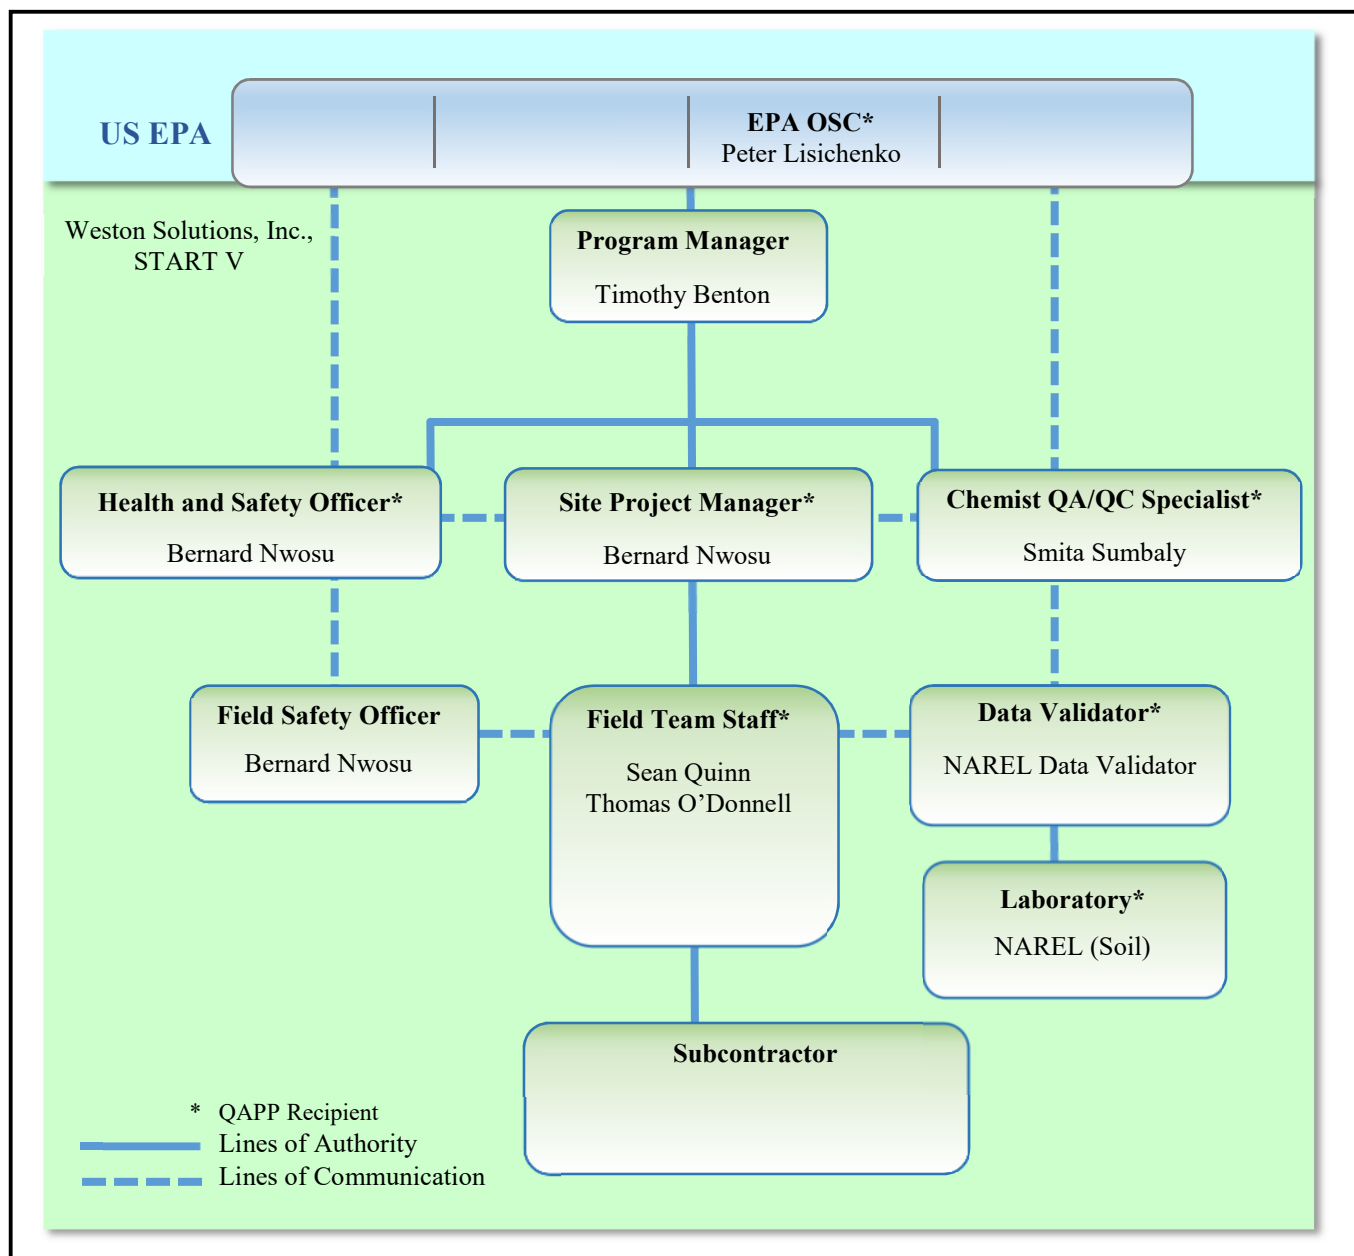 US EPA
EPA OSC*
Peter Lisichenko
Weston Solutions, Inc.,
START V
Program Manager
Timothy Benton
Health and Safety Officer*
Bernard Nwosu
Site Project Manager*
Bernard Nwosu
Chemist QA/QC Specialist*
Smita Sumbaly
Field Safety Officer
Bernard Nwosu
Field Team Staff*
Sean Quinn
Thomas O’Donnell
Data Validator*
NAREL Data Validator
Laboratory*
NAREL (Soil)
Subcontractor
* QAPP Recipient
Lines of Authority
Lines of Communication